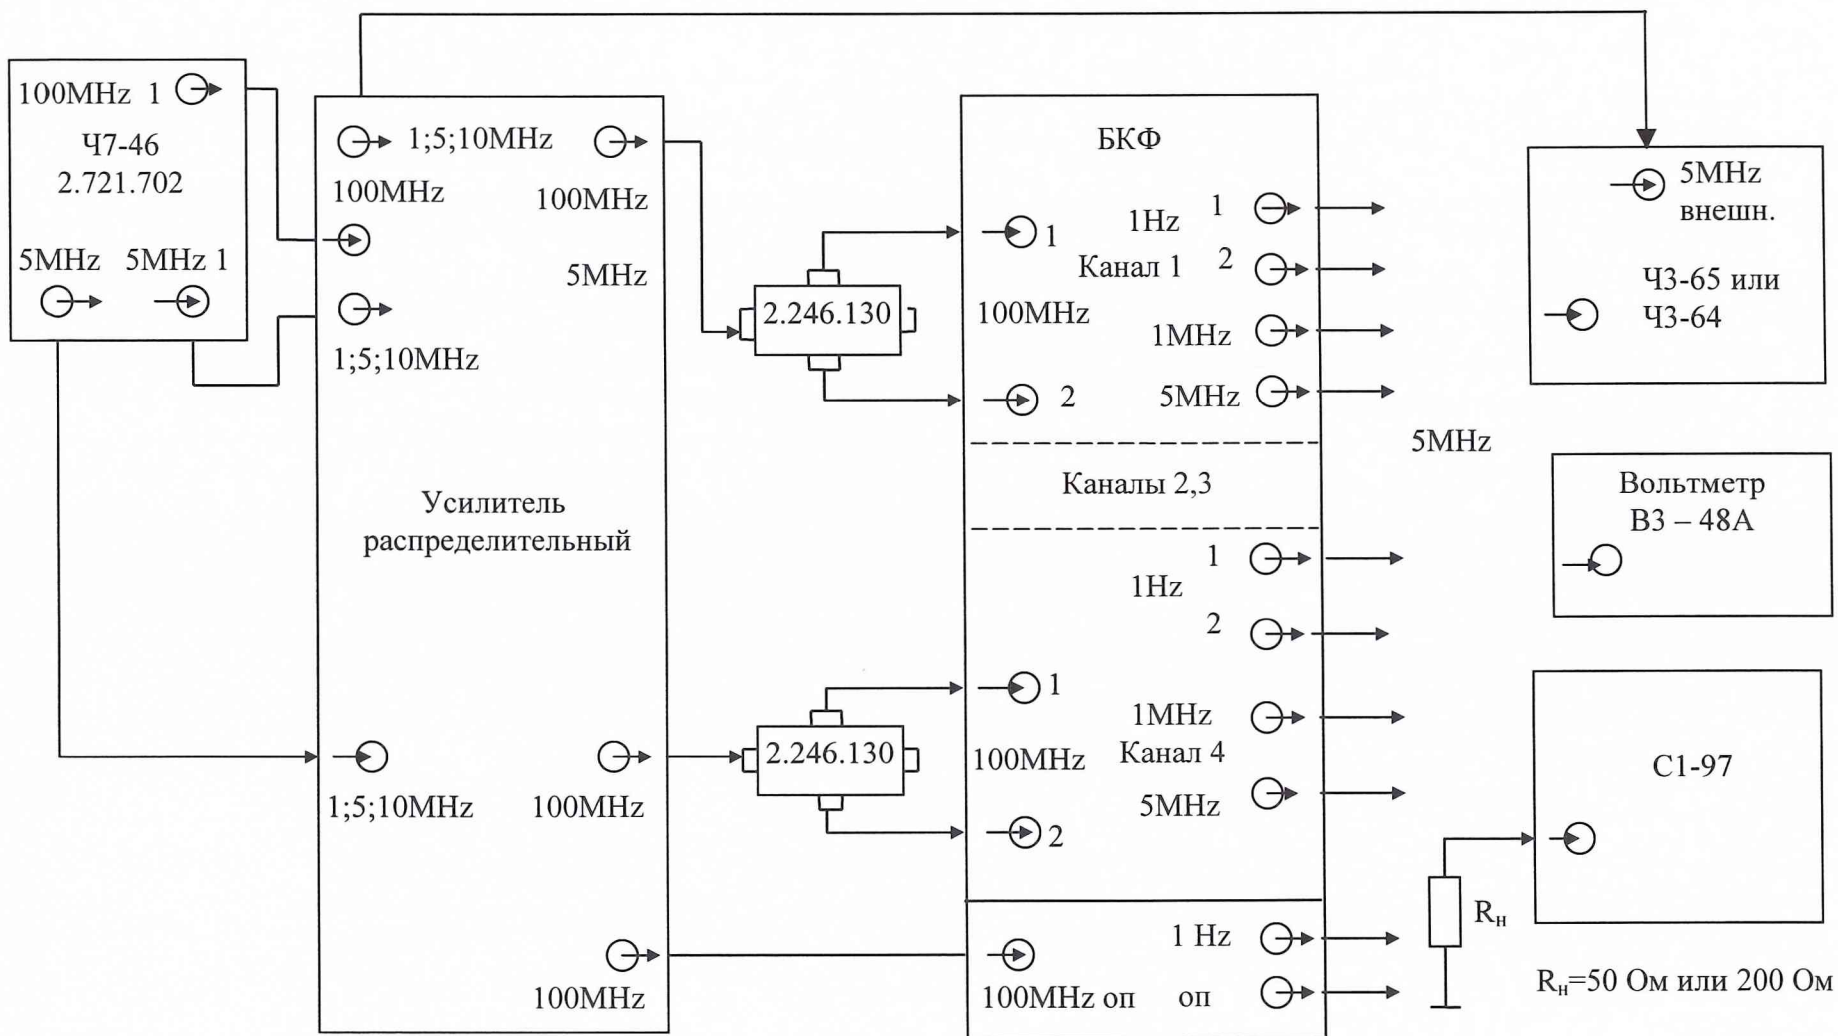 100MHz 1
Ч7-46
2.721.702
5MHz 5MHz 1
1;5;10MHz
100MHz
100MHz
5MHz
1;5;10MHz
Усилитель
распределительный
1;5;10MHz
100MHz
100MHz
2.246.130
2.246.130
БКФ
1
1Hz
1
2
Канал 1
100MHz
1MHz
2
5MHz
Каналы 2,3
1
1Hz
2
1
1MHz
100MHz
Канал 4
5MHz
2
1 Hz
100MHz оп
оп
5MHz
внешн.
Ч3-65 или
Ч3-64
5MHz
Вольтметр
В3 – 48А
С1-97
Rн
Rн=50 Ом или 200 Ом